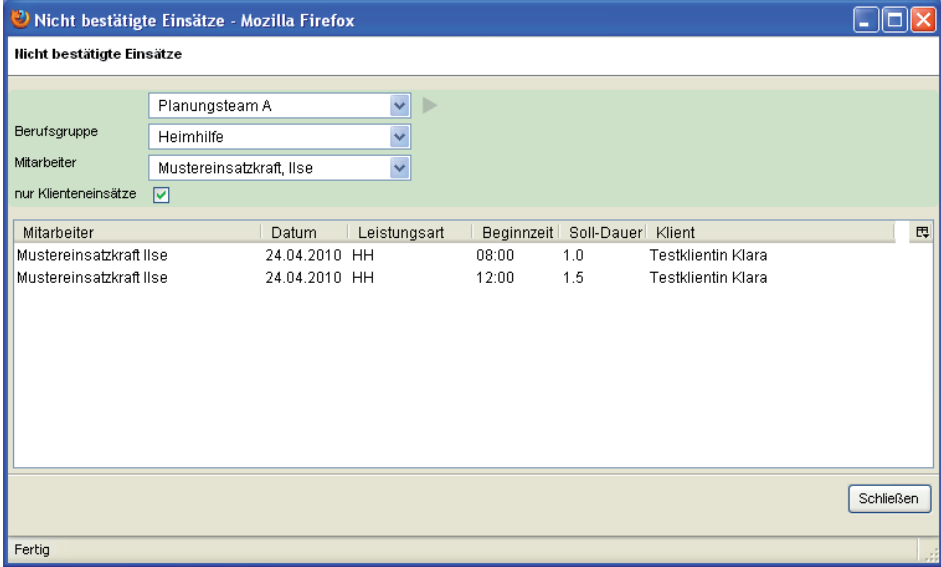 Nicht bestätigte Einsätze - Mozilla Firefox
Nicht bestätigte Einsätze
Planungsteam A
Berufsgruppe Heimhilfe
Mitarbeiter Mustereinsatzkraft, Ilse
nur Klienteneinsätze
Mitarbeiter Datum Leistungsart Beginnzeit Soll-Dauer Klient
Mustereinsatzkraft Ilse 24.04.2010 HH 08:00 1.0 Testklientin Klara
Mustereinsatzkraft Ilse 24.04.2010 HH 12:00 1.5 Testklientin Klara
Schließen
Fertig